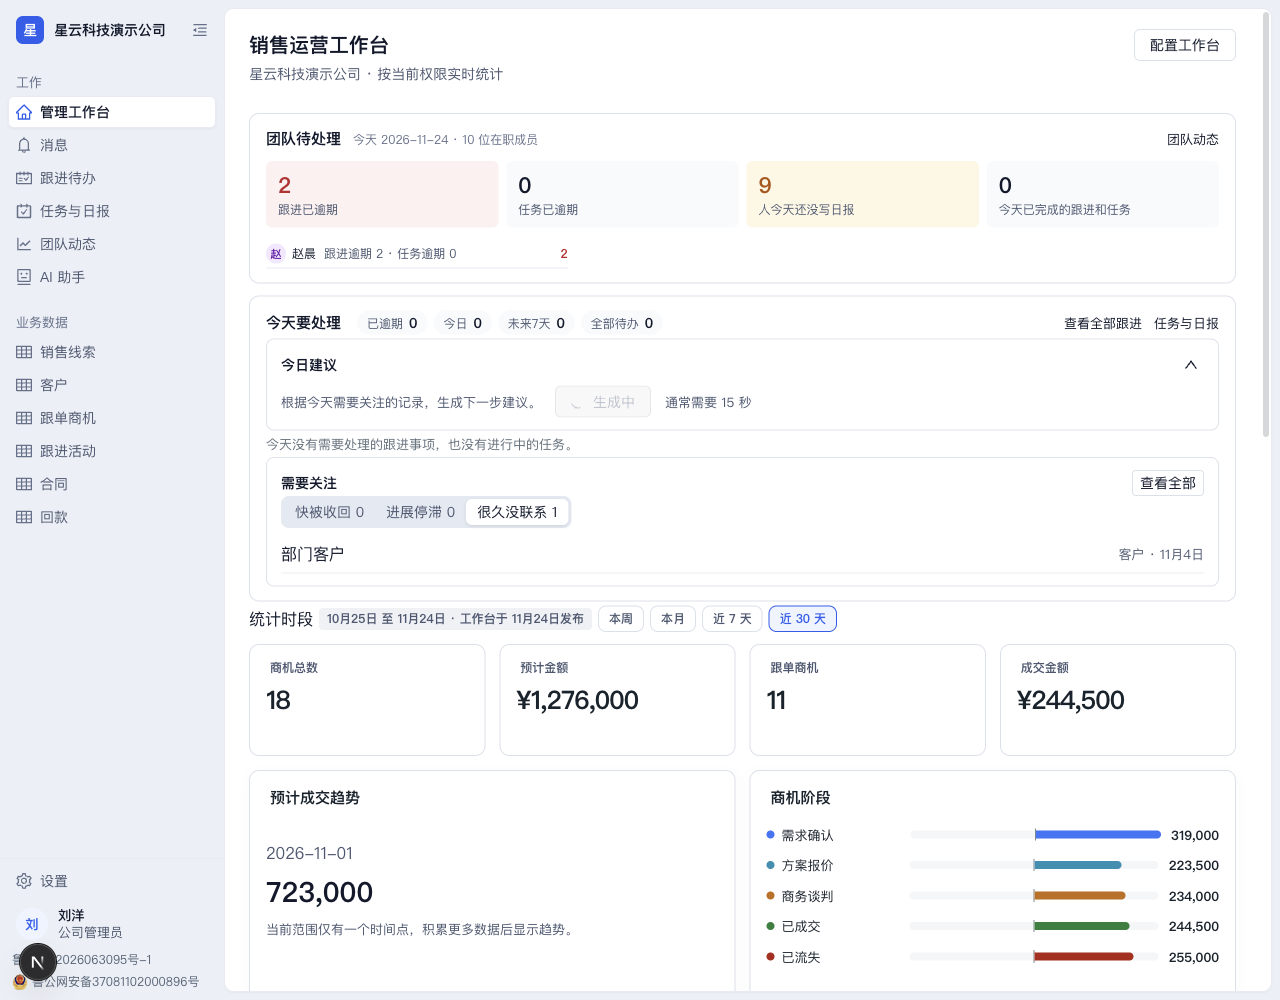 星 星云科技演示公司
工作
管理工作台
消息
跟进待办
任务与日报
团队动态
AI 助手
业务数据
销售线索
客户
跟单商机
跟进活动
合同
回款
设置
刘 刘洋
公司管理员
2026063095号-1
鲁公网安备37081102000896号
N
销售运营工作台
配置工作台
星云科技演示公司 · 按当前权限实时统计
团队待处理 今天 2026-11-24 · 10 位在职成员 团队动态
2 0 9 0
跟进已逾期 任务已逾期 人今天还没写日报 今天已完成的跟进和任务
赵 赵晨 跟进逾期 2 · 任务逾期 0 2
今天要处理 已逾期 0 今日 0 未来7天 0 全部待办 0 查看全部跟进 任务与日报
今日建议
根据今天需要关注的记录，生成下一步建议。 生成中 通常需要 15 秒
今天没有需要处理的跟进事项，也没有进行中的任务。
需要关注 查看全部
快被收回 0 进展停滞 0 很久没联系 1
部门客户 客户 · 11月4日
统计时段 10月25日 至 11月24日 · 工作台于 11月24日发布 本周 本月 近 7 天 近 30 天
商机总数 预计金额 跟单商机 成交金额
18 ¥1,276,000 11 ¥244,500
预计成交趋势
2026-11-01
723,000
当前范围仅有一个时间点，积累更多数据后显示趋势。
商机阶段
需求确认 319,000
方案报价 223,500
商务谈判 234,000
已成交 244,500
已流失 255,000